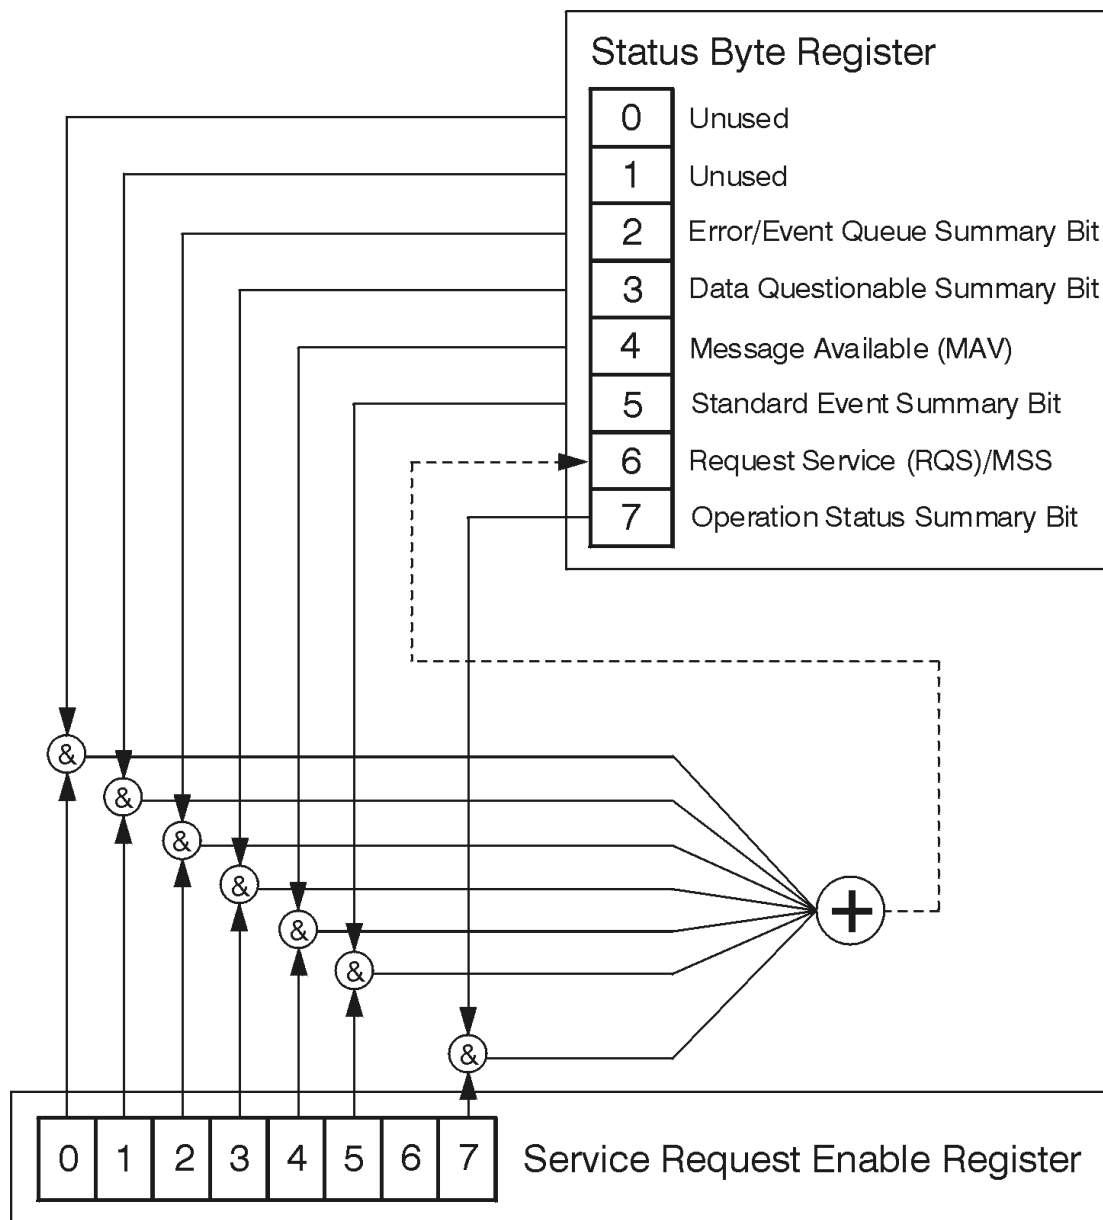 Status Byte Register
0 Unused
1 Unused
2 Error/Event Queue Summary Bit
3 Data Questionable Summary Bit
4 Message Available (MAV)
5 Standard Event Summary Bit
6 Request Service (RQS)/MSS
7 Operation Status Summary Bit
&
&
&
&
&
&
&
+
0 1 2 3 4 5 6 7 Service Request Enable Register